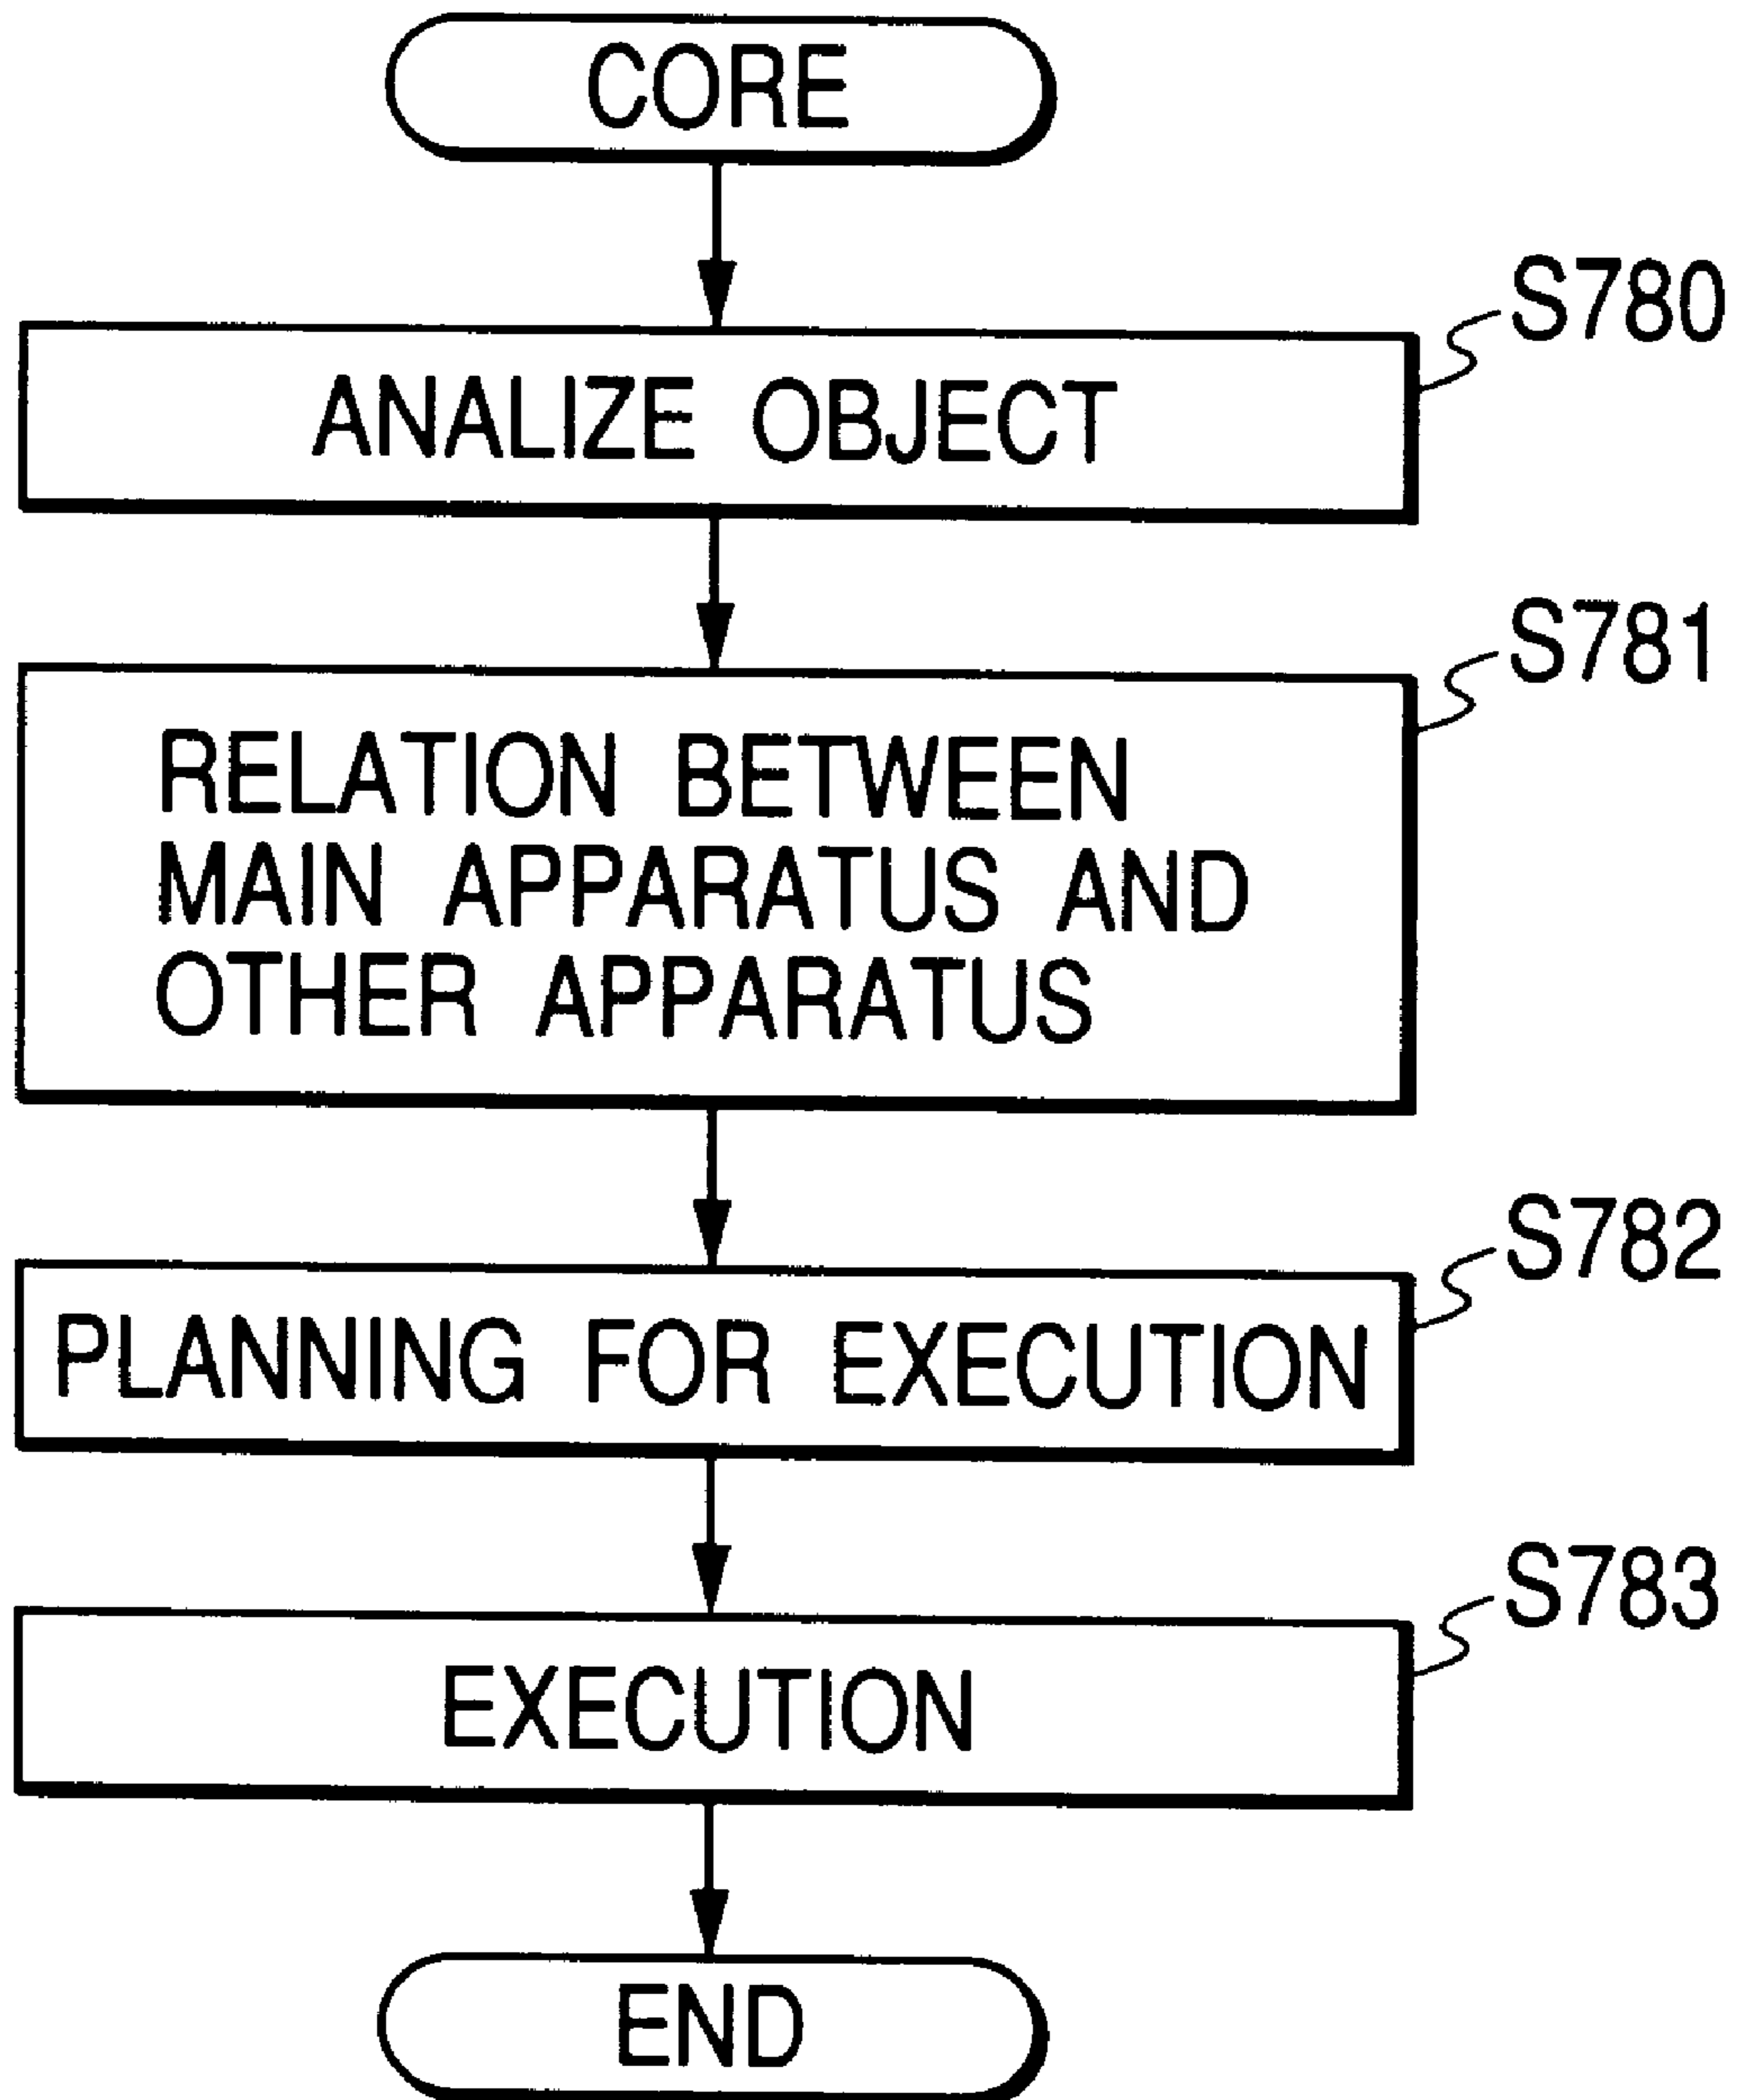 CORE
S780
ANALIZE OBJECT
S781
RELATION BETWEEN
MAIN APPARATUS AND
OTHER APPARATUS
S782
PLANNING FOR EXECUTION
S783
EXECUTION
END